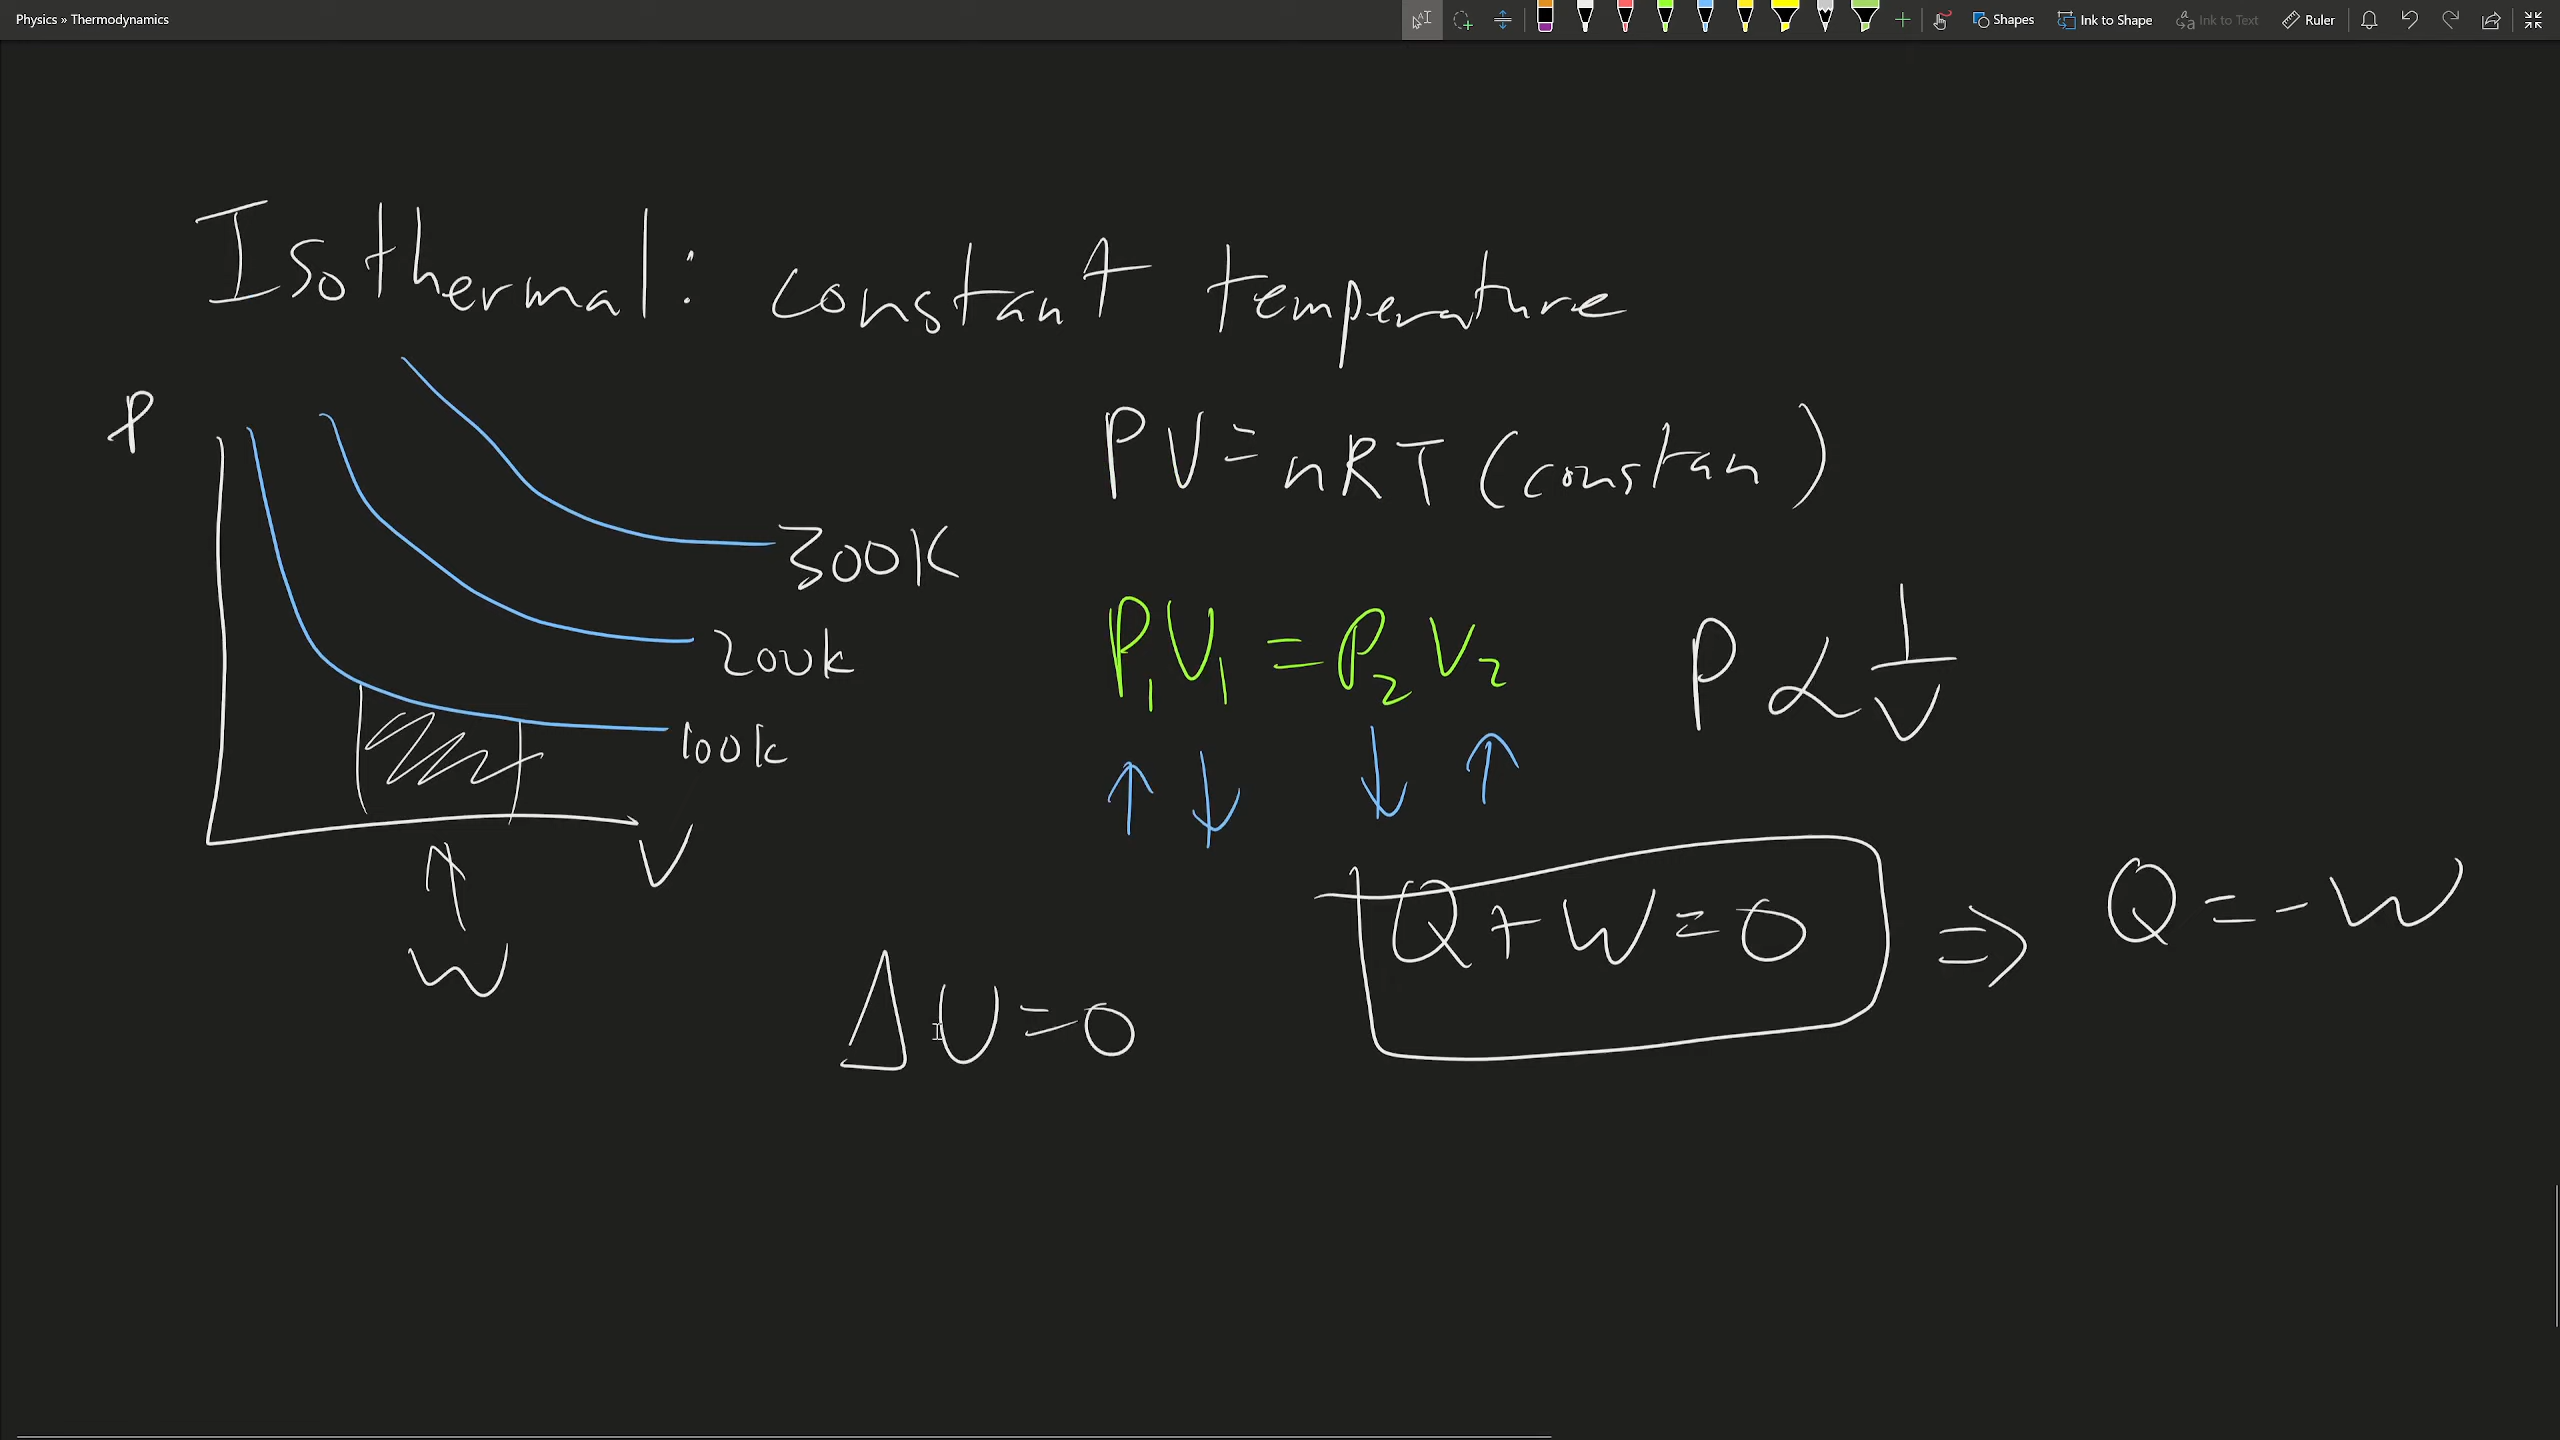 Physics » Thermodynamics
Shapes Ink to Shape Ink to Text Ruler
Isothermal: constant temperature
P
PV = nRT (constan)
300K
P₁V₁ = P₂V₂
P ∝ 1/V
200k
100k
V
Q + W = 0 ⇒ Q = -W
W
ΔU = 0